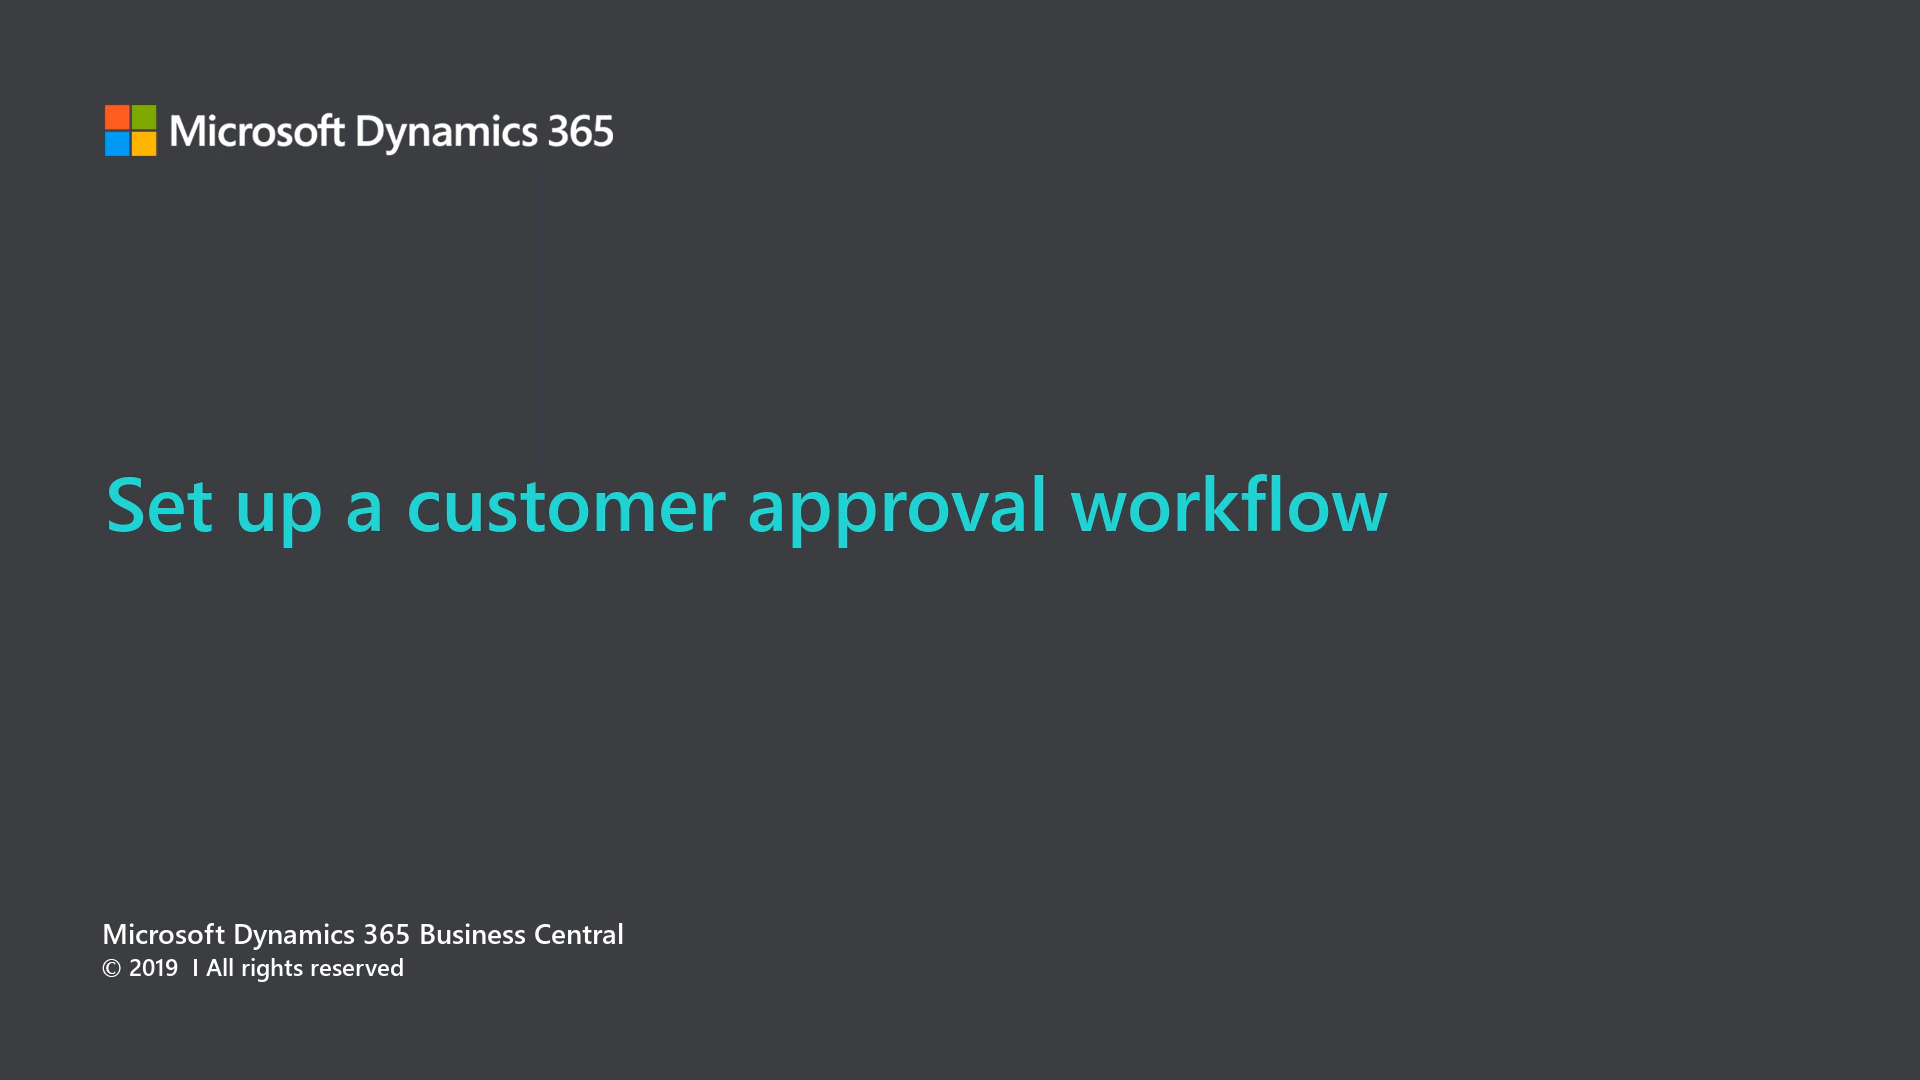 Microsoft Dynamics 365
Set up a customer approval workflow
Microsoft Dynamics 365 Business Central
© 2019 I All rights reserved